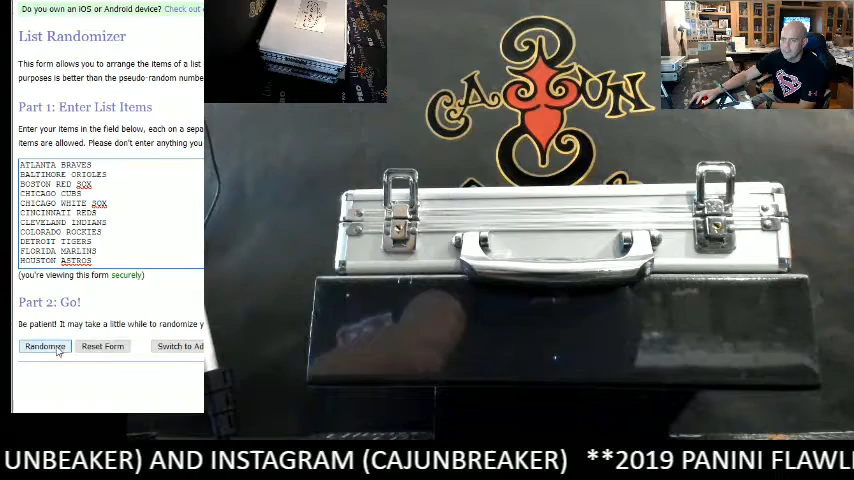 Do you own an iOS or Android device? Check out
List Randomizer
This form allows you to arrange the items of a list
purposes is better than the pseudo-random numbe
Part 1: Enter List Items
Enter your items in the field below, each on a sepa
items are allowed. Please don't enter anything you
ATLANTA BRAVES
BALTIMORE ORIOLES
BOSTON RED SOX
CHICAGO CUBS
CHICAGO WHITE SOX
CINCINNATI REDS
CLEVELAND INDIANS
COLORADO ROCKIES
DETROIT TIGERS
FLORIDA MARLINS
HOUSTON ASTROS
(you're viewing this form securely)
Part 2: Go!
Be patient! It may take a little while to randomize y
Randomize Reset Form Switch to Ad
CAJUN
UNBEAKER) AND INSTAGRAM (CAJUNBREAKER) **2019 PANINI FLAWL